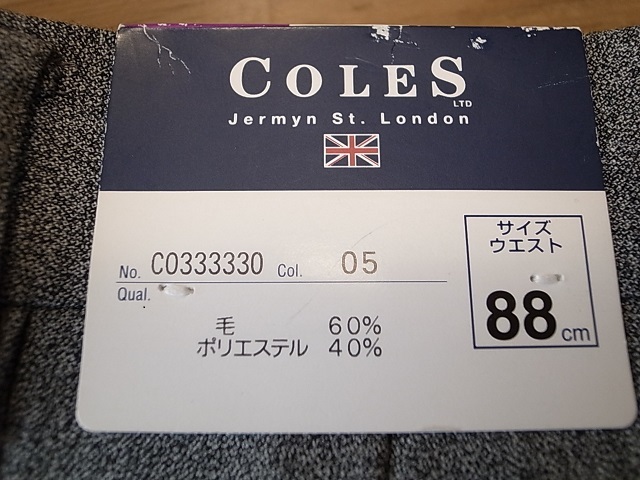 COLES
LTD
Jermyn St. London
No. C0333330 Col. 05
Qual.
毛 60%
ポリエステル 40%
サイズ
ウエスト
88cm